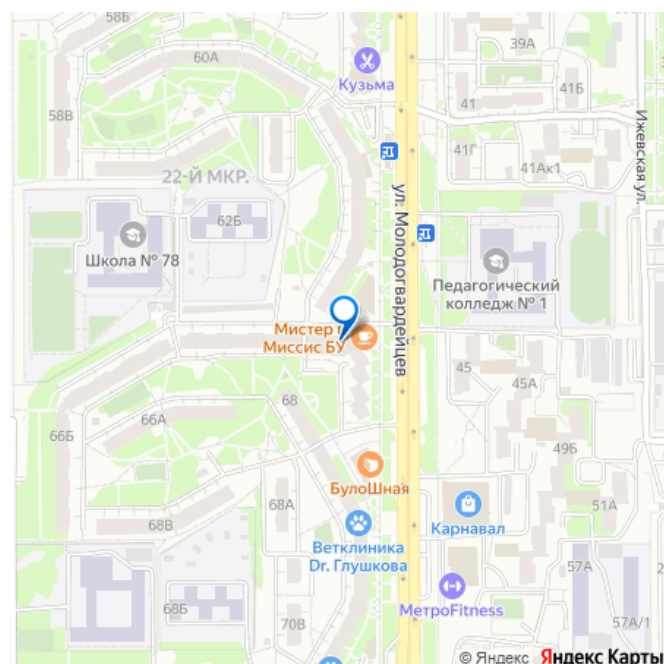 58Б
60А
39А
Кузьма
41Б
41
58В
Ижевская ул.
41Г
41Ак1
22-Й МКР.
62Б
ул. Молодогвардейцев
Школа № 78
Педагогический
колледж № 1
Мистер и
Миссис БУ
45
45А
68
66А
66Б
49Б
БулоШная
68А
51А
68В
Карнавал
Ветклиника
Dr. Глушкова
57А
68Б
МетроFitness
70В
57А/1
© Яндекс Яндекс Карты